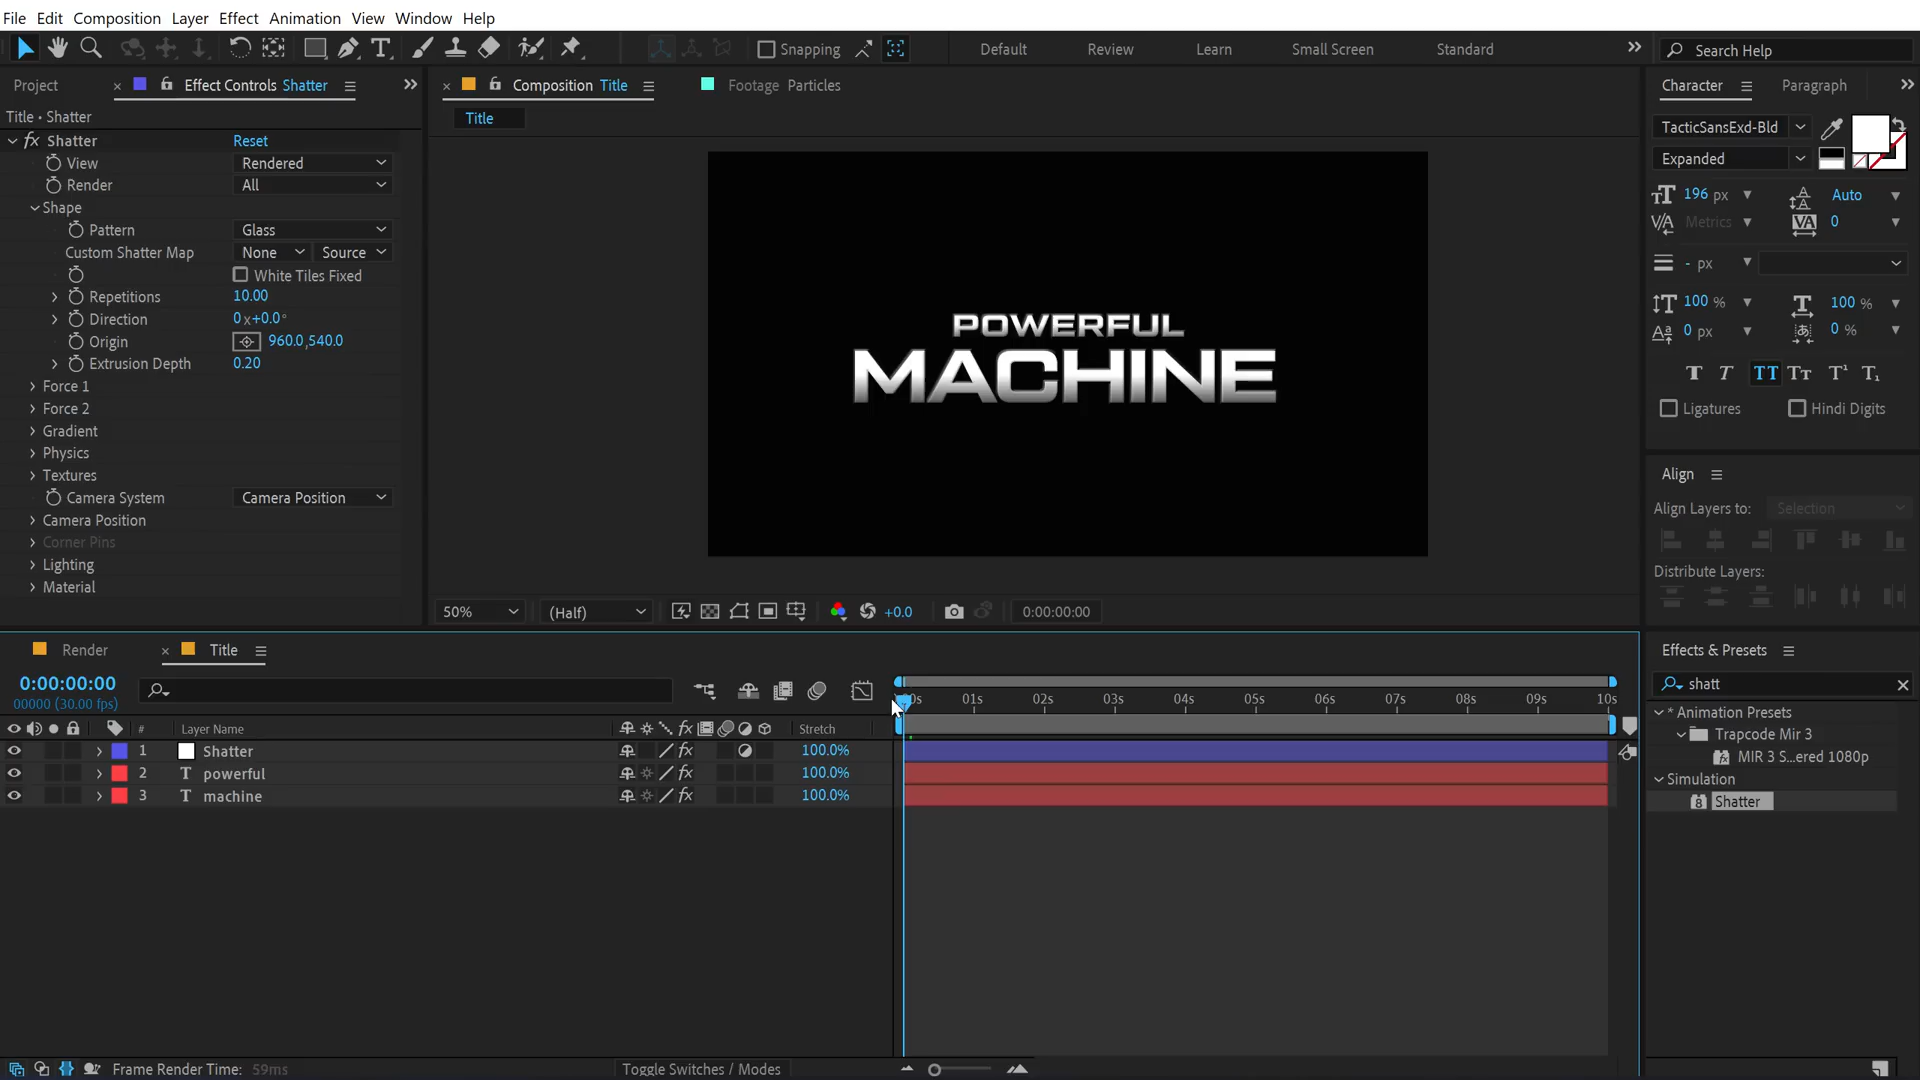 File Edit Composition Layer Effect Animation View Window Help
Snapping Default Review Learn Small Screen Standard Search Help
Project Effect Controls Shatter Composition Title Footage Particles Character Paragraph
Title • Shatter
Title
fx Shatter Reset
View Rendered
Render All
Shape
Pattern Glass
Custom Shatter Map None Source
White Tiles Fixed
Repetitions 10.00
Direction 0x+0.0°
Origin 960.0,540.0
Extrusion Depth 0.20
Force 1
Force 2
Gradient
Physics
Textures
Camera System Camera Position
Camera Position
Corner Pins
Lighting
Material
POWERFUL
MACHINE
50% (Half) +0.0 0:00:00:00
TacticSansExd-Bld
Expanded
196 px Auto
Metrics 0
- px
100 % 100 %
0 px 0 %
Ligatures Hindi Digits
Align
Align Layers to: Selection
Distribute Layers:
Render Title
0:00:00:00
00000 (30.00 fps)
01s 02s 03s 04s 05s 06s 07s 08s 09s 10s
# Layer Name Stretch
1 Shatter 100.0%
2 T powerful 100.0%
3 T machine 100.0%
Effects & Presets
shatt
* Animation Presets
Trapcode Mir 3
MIR 3 S...ered 1080p
Simulation
Shatter
Frame Render Time: 59ms Toggle Switches / Modes